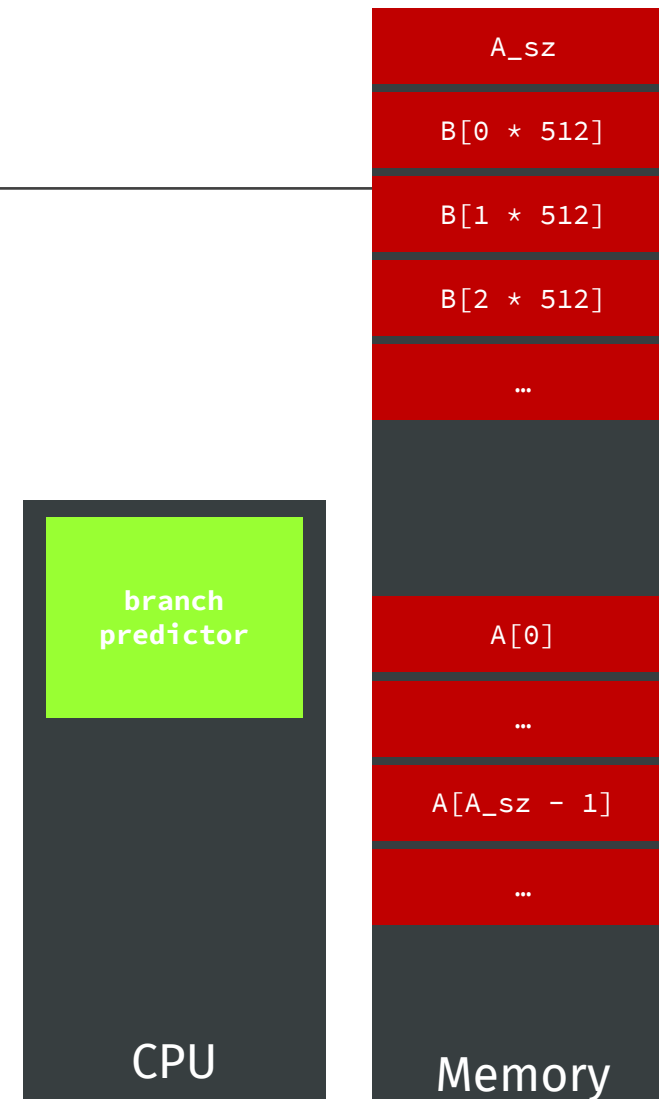 A_sz
B[0 * 512]
B[1 * 512]
B[2 * 512]
…
branch
predictor
A[0]
…
A[A_sz - 1]
…
CPU
Memory